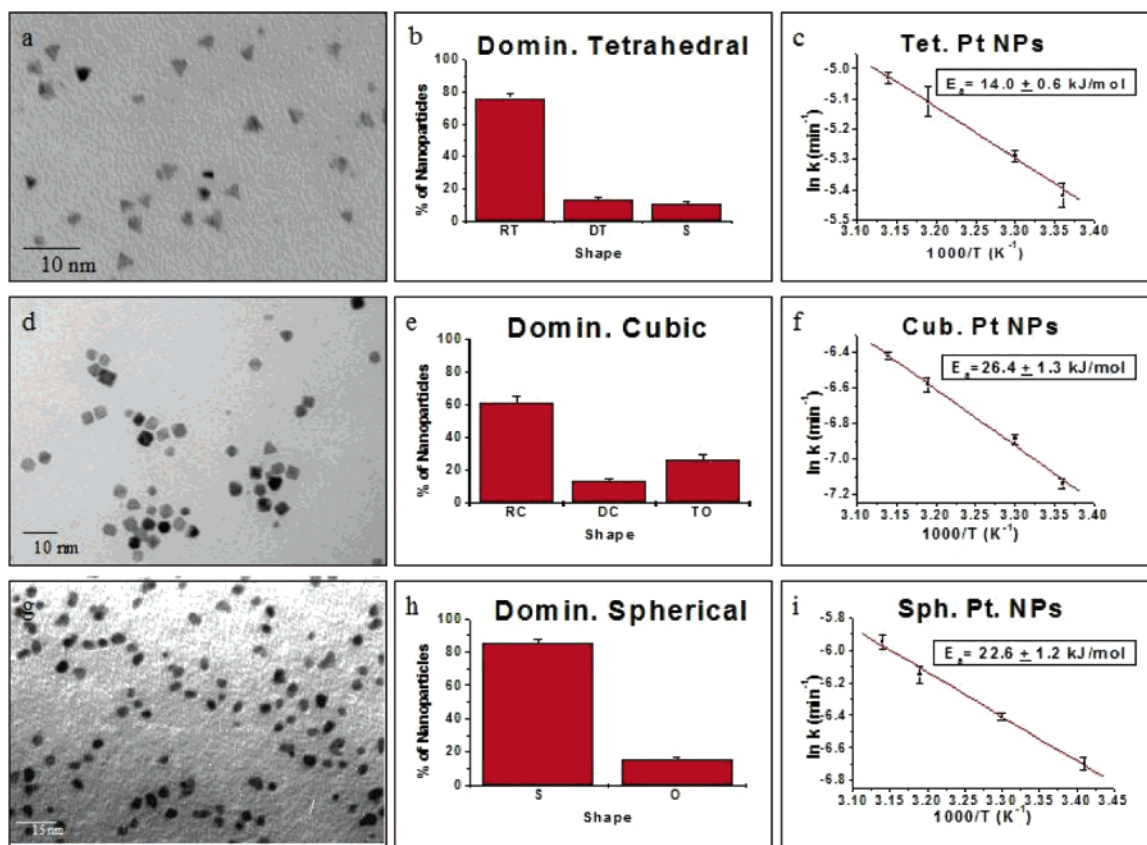 a
10 nm
b
Domin. Tetrahedral
% of Nanoparticles
100
80
60
40
20
0
RT DT S
Shape
c
Tet. Pt NPs
E a = 14.0 ± 0.6 kJ/mol
ln k (min⁻¹)
-5.0
-5.1
-5.2
-5.3
-5.4
-5.5
3.10 3.15 3.20 3.25 3.30 3.35 3.40
1000/T (K⁻¹)
d
10 nm
e
Domin. Cubic
% of Nanoparticles
100
80
60
40
20
0
RC DC TO
Shape
f
Cub. Pt NPs
E a = 26.4 ± 1.3 kJ/mol
ln k (min⁻¹)
-6.4
-6.6
-6.8
-7.0
-7.2
3.10 3.15 3.20 3.25 3.30 3.35 3.40
1000/T (K⁻¹)
15 nm
h
Domin. Spherical
% of Nanoparticles
100
80
60
40
20
0
S O
Shape
i
Sph. Pt. NPs
E a = 22.6 ± 1.2 kJ/mol
ln k (min⁻¹)
-5.8
-6.0
-6.2
-6.4
-6.6
-6.8
3.10 3.15 3.20 3.25 3.30 3.35 3.40 3.45
1000/T (K⁻¹)